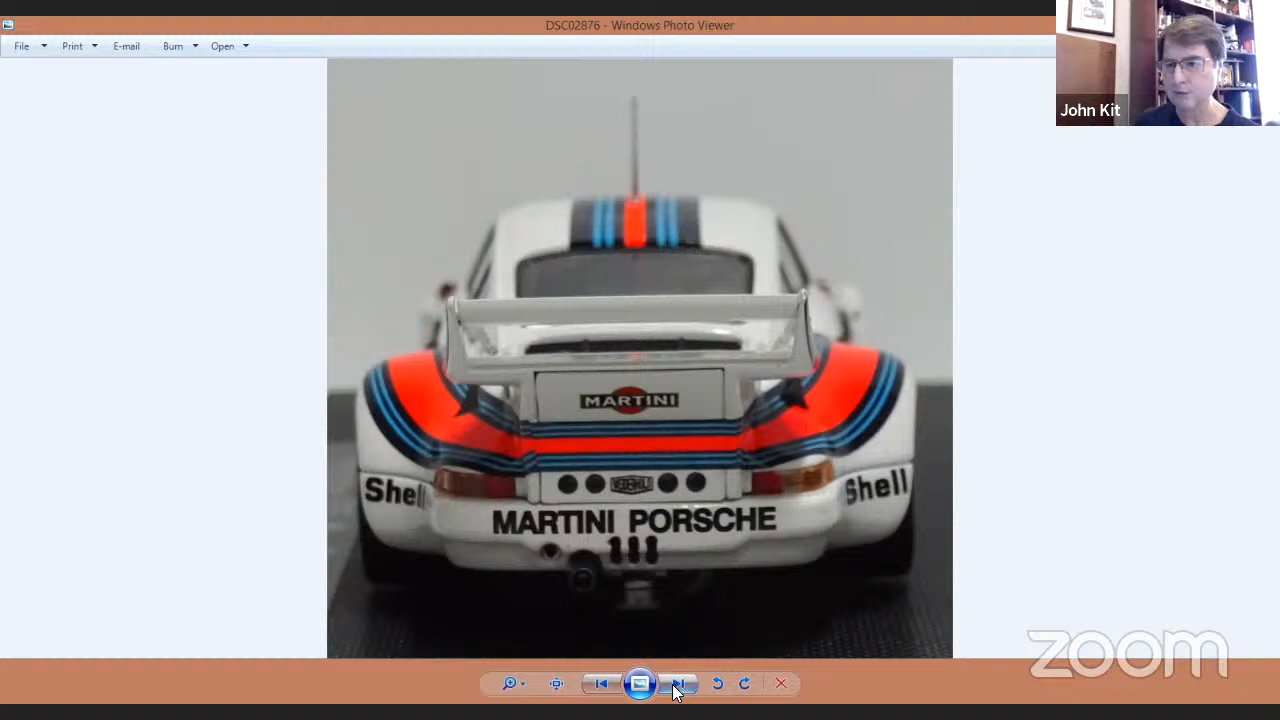 DSC02876 - Windows Photo Viewer
File Print E-mail Burn Open
John Kit
MARTINI
Shell
Shell
MARTINI PORSCHE
zoom